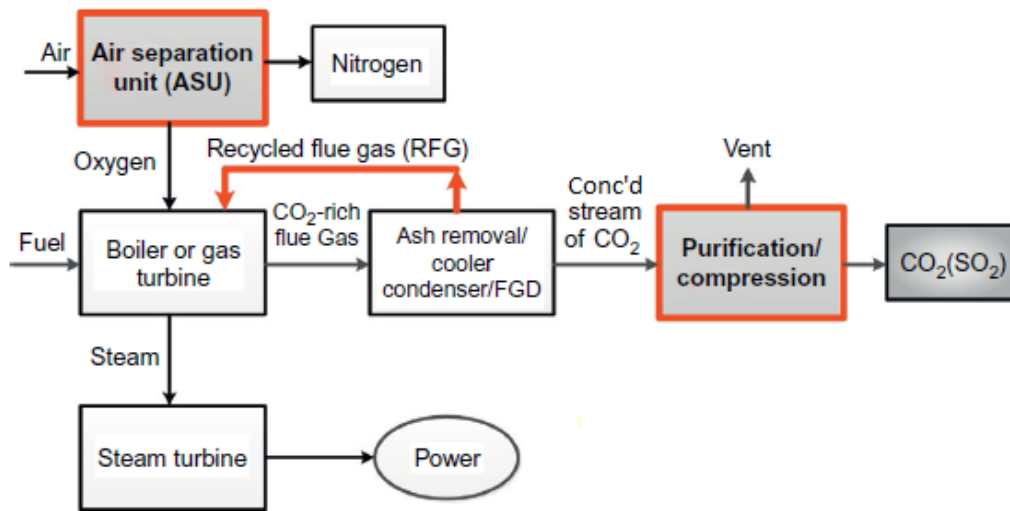 Air
Air separation
unit (ASU)
Nitrogen
Oxygen
Recycled flue gas (RFG)
Vent
Fuel
Boiler or gas
turbine
CO₂-rich
flue Gas
Ash removal/
cooler
condenser/FGD
Conc'd
stream
of CO₂
Purification/
compression
CO₂(SO₂)
Steam
Steam turbine
Power